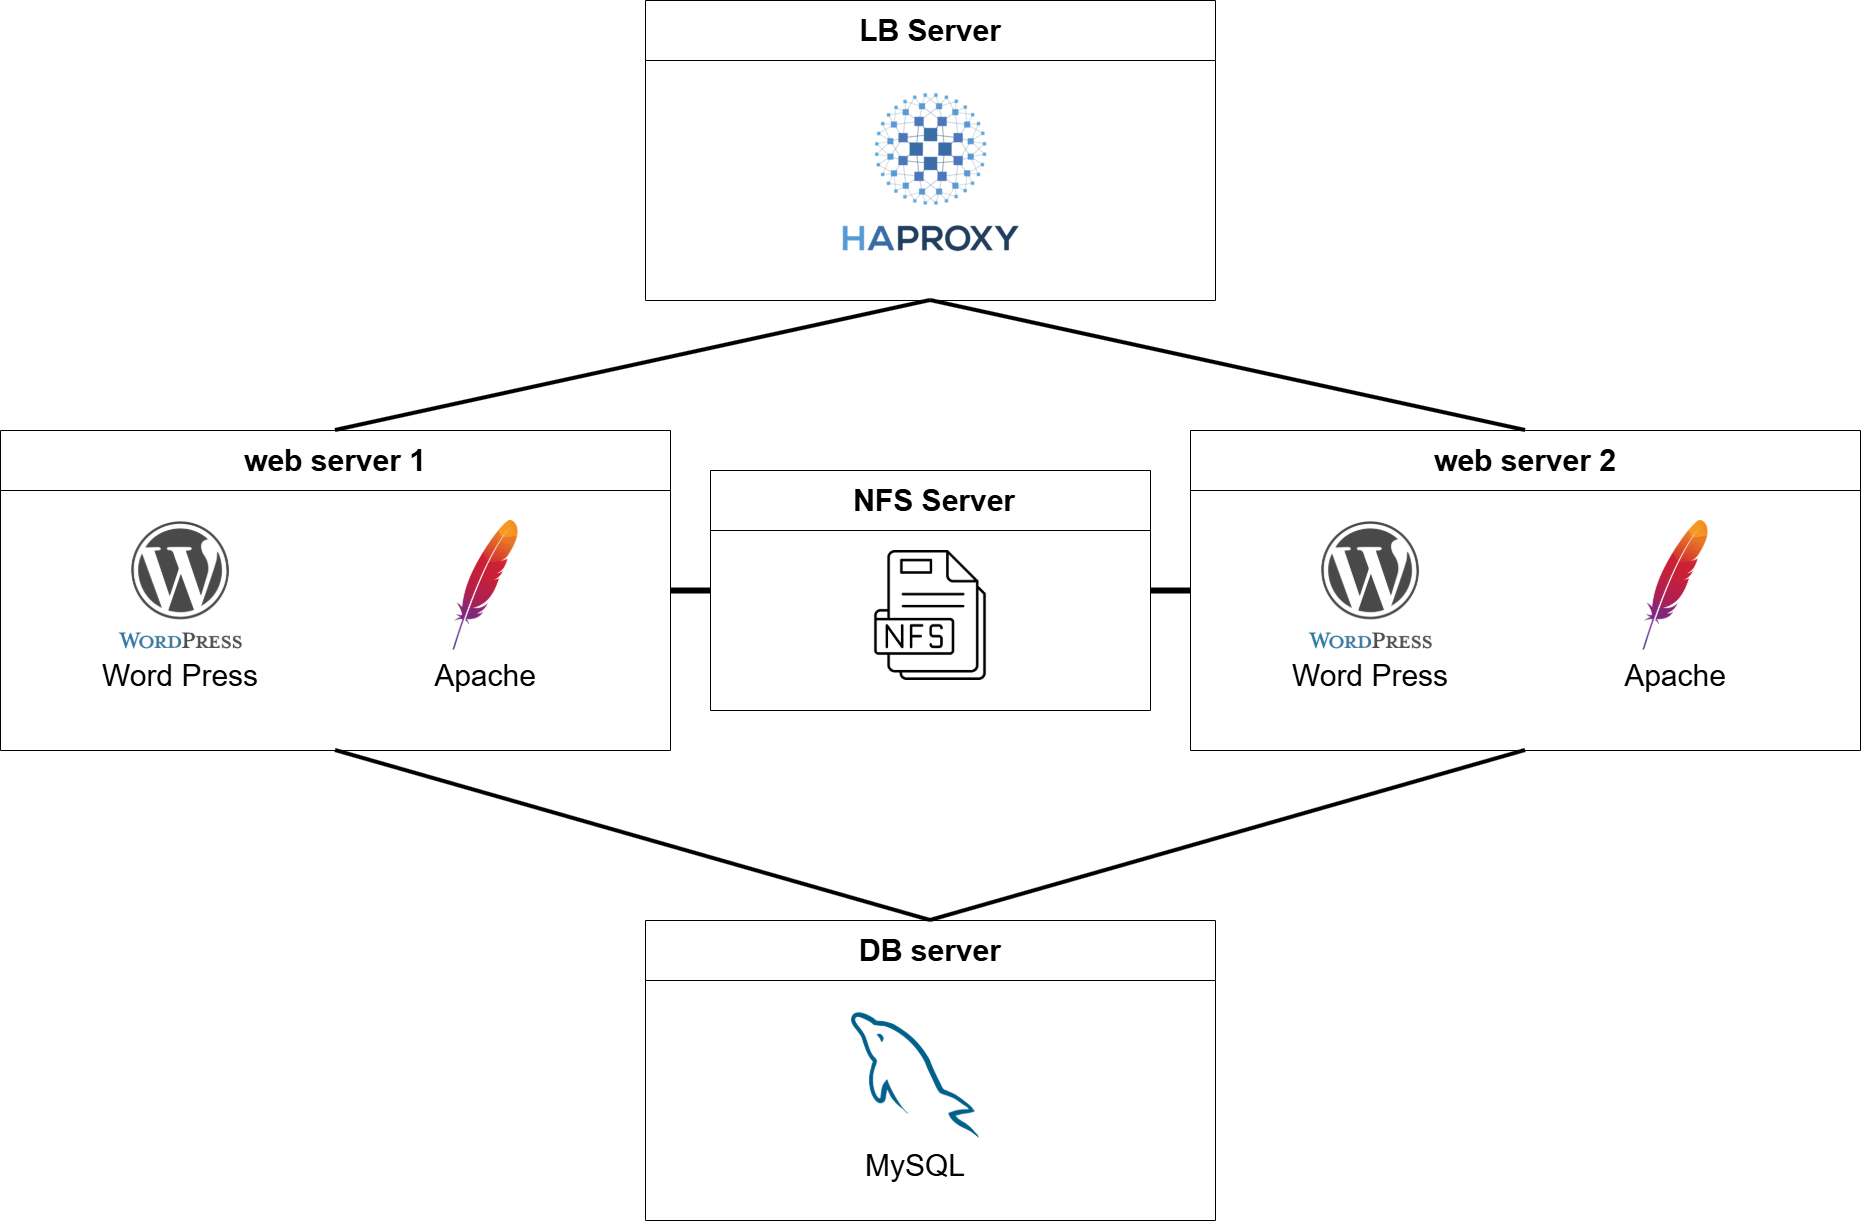 LB Server
HAPROXY
web server 1
WORDPRESS
Word Press
Apache
NFS Server
NFS
web server 2
WORDPRESS
Word Press
Apache
DB server
MySQL